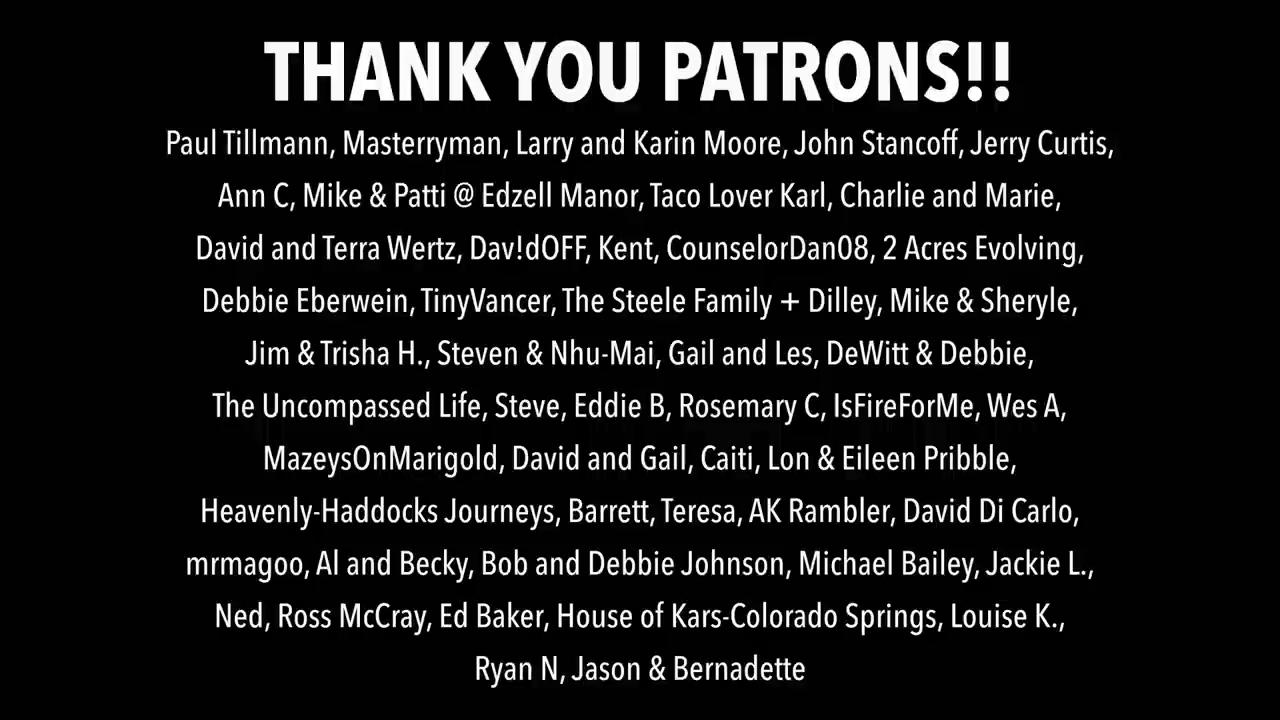 THANK YOU PATRONS!!
Paul Tillmann, Masterryman, Larry and Karin Moore, John Stancoff, Jerry Curtis,
Ann C, Mike & Patti @ Edzell Manor, Taco Lover Karl, Charlie and Marie,
David and Terra Wertz, Dav!dOFF, Kent, CounselorDan08, 2 Acres Evolving,
Debbie Eberwein, TinyVancer, The Steele Family + Dilley, Mike & Sheryle,
Jim & Trisha H., Steven & Nhu-Mai, Gail and Les, DeWitt & Debbie,
The Uncompassed Life, Steve, Eddie B, Rosemary C, IsFireForMe, Wes A,
MazeysOnMarigold, David and Gail, Caiti, Lon & Eileen Pribble,
Heavenly-Haddocks Journeys, Barrett, Teresa, AK Rambler, David Di Carlo,
mrmagoo, Al and Becky, Bob and Debbie Johnson, Michael Bailey, Jackie L.,
Ned, Ross McCray, Ed Baker, House of Kars-Colorado Springs, Louise K.,
Ryan N, Jason & Bernadette